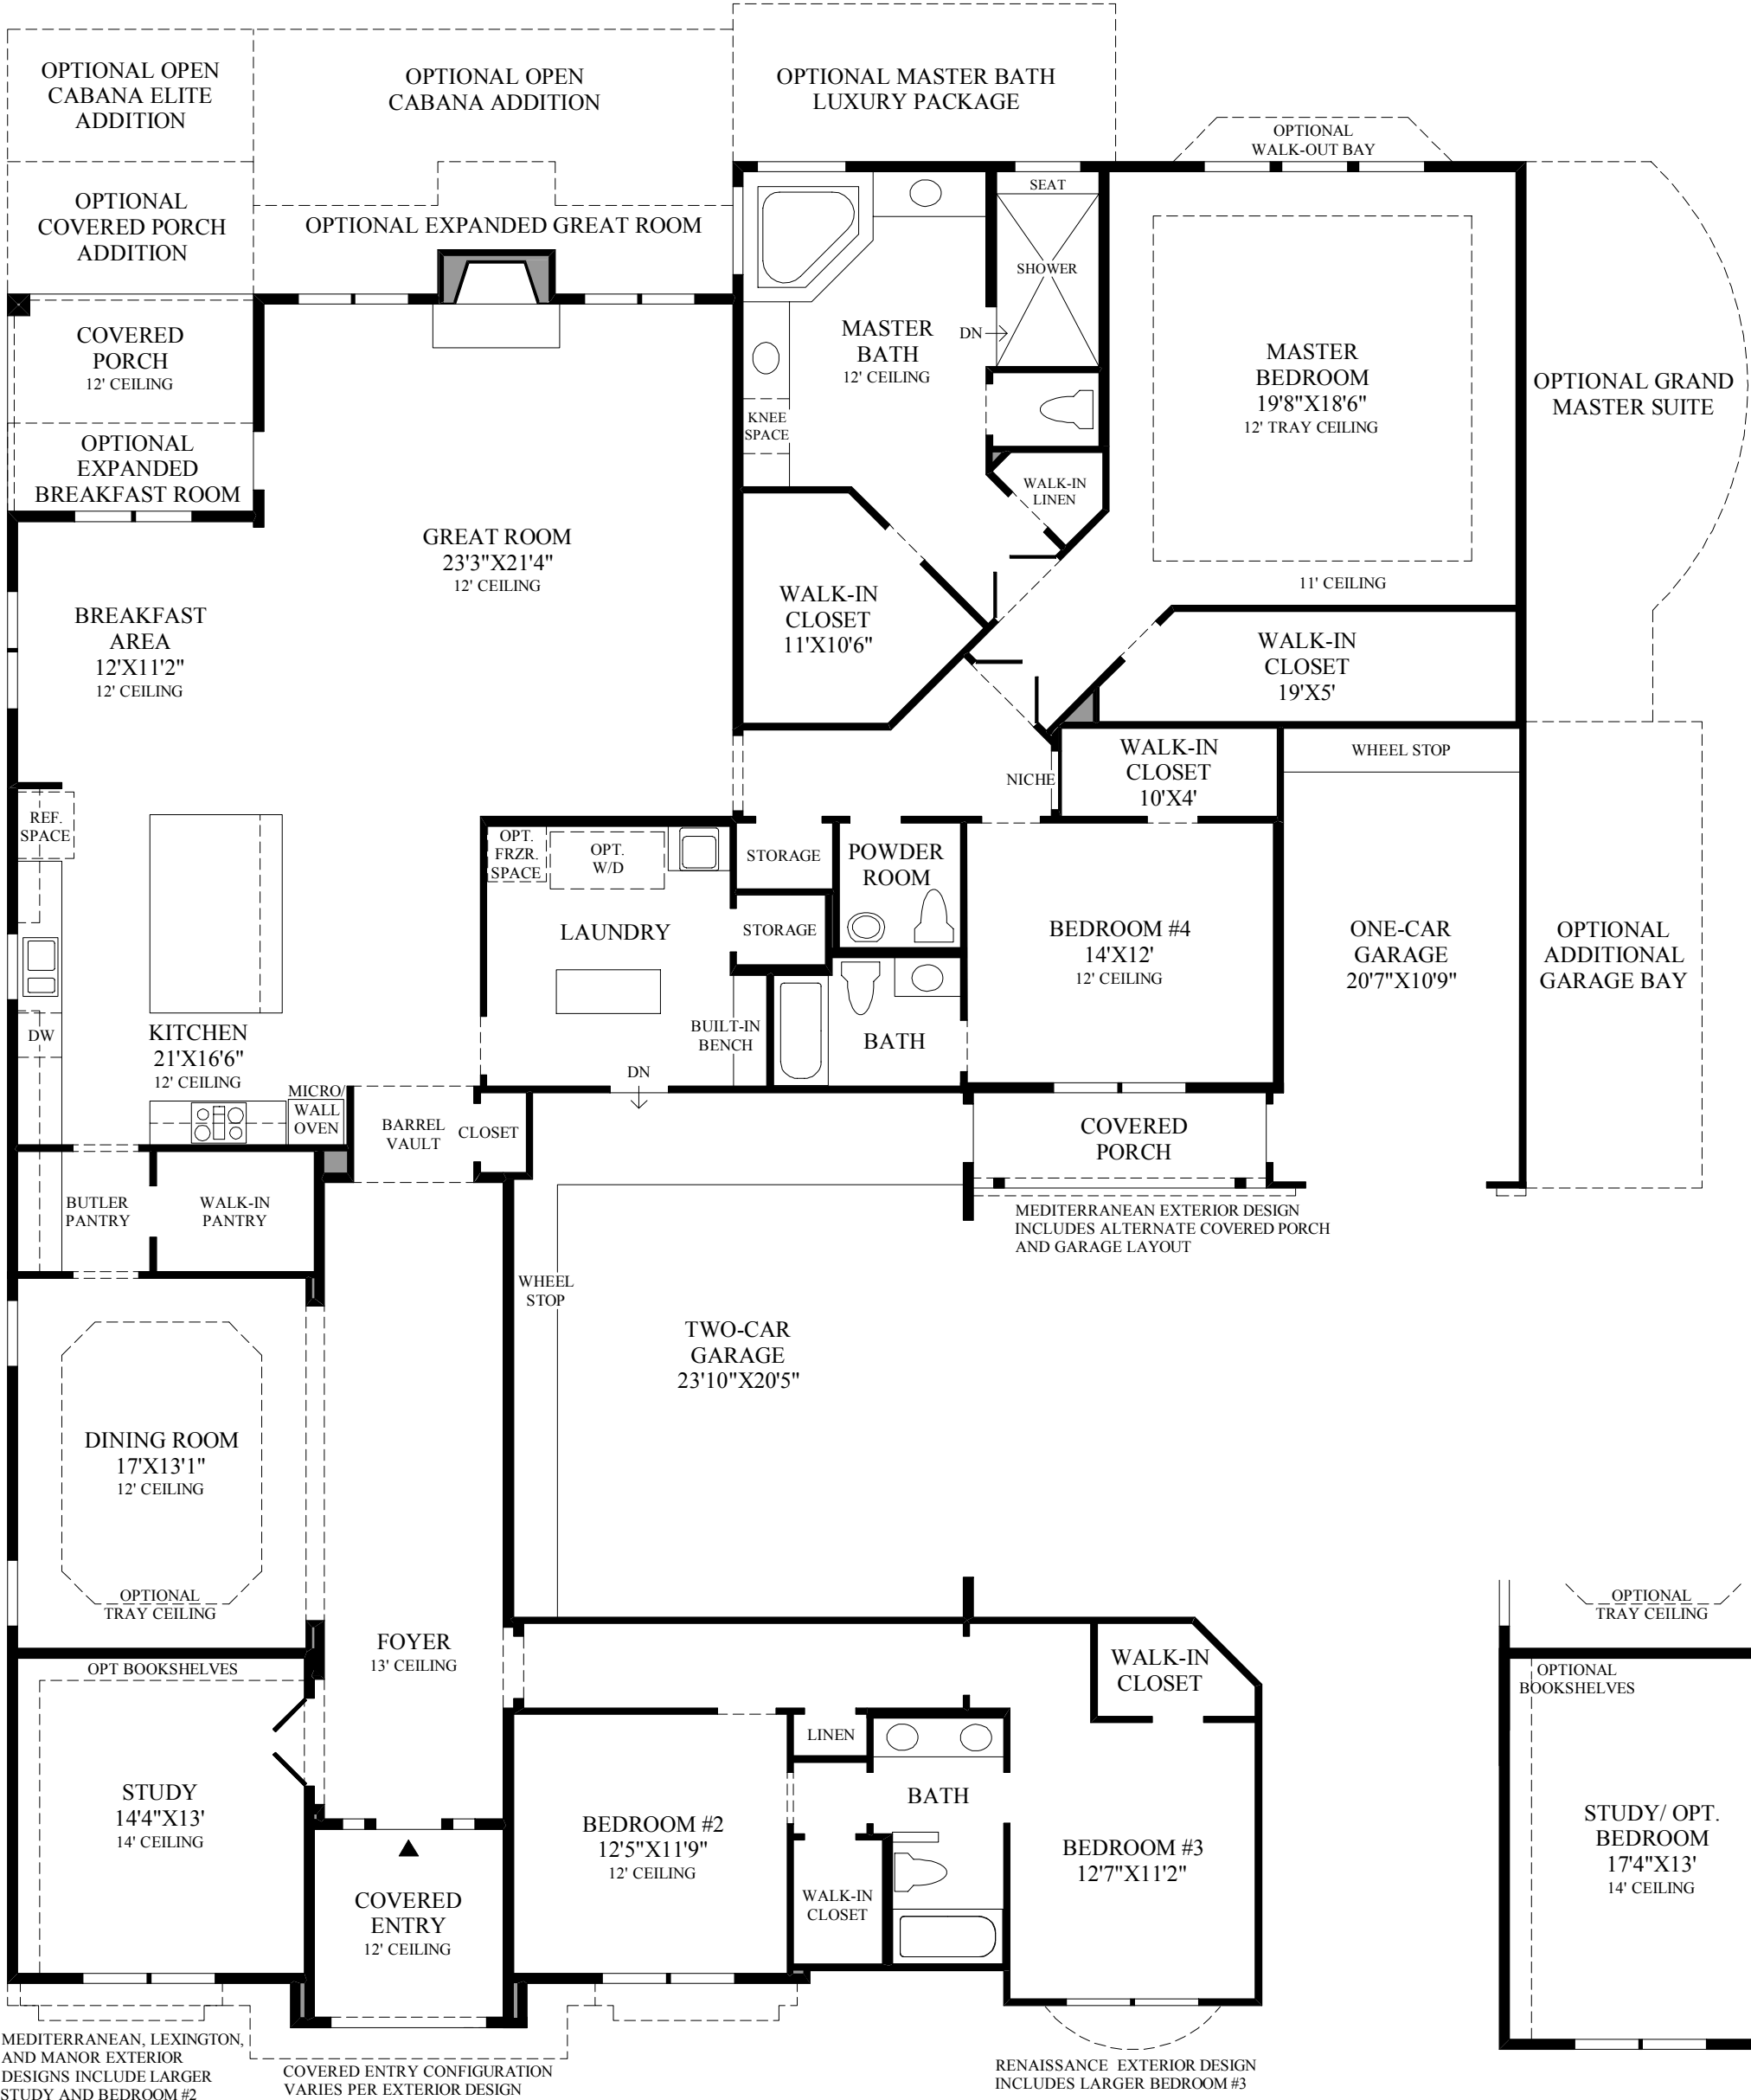 OPTIONAL OPEN
CABANA ELITE
ADDITION
OPTIONAL OPEN
CABANA ADDITION
OPTIONAL MASTER BATH
LUXURY PACKAGE
OPTIONAL
WALK-OUT BAY
OPTIONAL
COVERED PORCH
ADDITION
OPTIONAL EXPANDED GREAT ROOM
SEAT
SHOWER
COVERED
PORCH
12' CEILING
MASTER
BATH
12' CEILING
DN
MASTER
BEDROOM
19'8"X18'6"
12' TRAY CEILING
OPTIONAL GRAND
MASTER SUITE
OPTIONAL
EXPANDED
BREAKFAST ROOM
KNEE
SPACE
WALK-IN
LINEN
GREAT ROOM
23'3"X21'4"
12' CEILING
11' CEILING
BREAKFAST
AREA
12'X11'2"
12' CEILING
WALK-IN
CLOSET
11'X10'6"
WALK-IN
CLOSET
19'X5'
WALK-IN
CLOSET
10'X4'
WHEEL STOP
NICHE
REF.
SPACE
OPT.
FRZR.
SPACE
OPT.
W/D
STORAGE
POWDER
ROOM
LAUNDRY
STORAGE
BEDROOM #4
14'X12'
12' CEILING
ONE-CAR
GARAGE
20'7"X10'9"
OPTIONAL
ADDITIONAL
GARAGE BAY
DW
KITCHEN
21'X16'6"
12' CEILING
BUILT-IN
BENCH
BATH
DN
MICRO/
WALL
OVEN
BARREL
VAULT
CLOSET
COVERED
PORCH
BUTLER
PANTRY
WALK-IN
PANTRY
MEDITERRANEAN EXTERIOR DESIGN
INCLUDES ALTERNATE COVERED PORCH
AND GARAGE LAYOUT
WHEEL
STOP
TWO-CAR
GARAGE
23'10"X20'5"
DINING ROOM
17'X13'1"
12' CEILING
OPTIONAL
TRAY CEILING
OPTIONAL
TRAY CEILING
FOYER
13' CEILING
OPT BOOKSHELVES
WALK-IN
CLOSET
OPTIONAL
BOOKSHELVES
LINEN
STUDY
14'4"X13'
14' CEILING
BATH
BEDROOM #2
12'5"X11'9"
12' CEILING
BEDROOM #3
12'7"X11'2"
STUDY/ OPT.
BEDROOM
17'4"X13'
14' CEILING
COVERED
ENTRY
12' CEILING
WALK-IN
CLOSET
MEDITERRANEAN, LEXINGTON,
AND MANOR EXTERIOR
DESIGNS INCLUDE LARGER
STUDY AND BEDROOM #2
COVERED ENTRY CONFIGURATION
VARIES PER EXTERIOR DESIGN
RENAISSANCE EXTERIOR DESIGN
INCLUDES LARGER BEDROOM #3